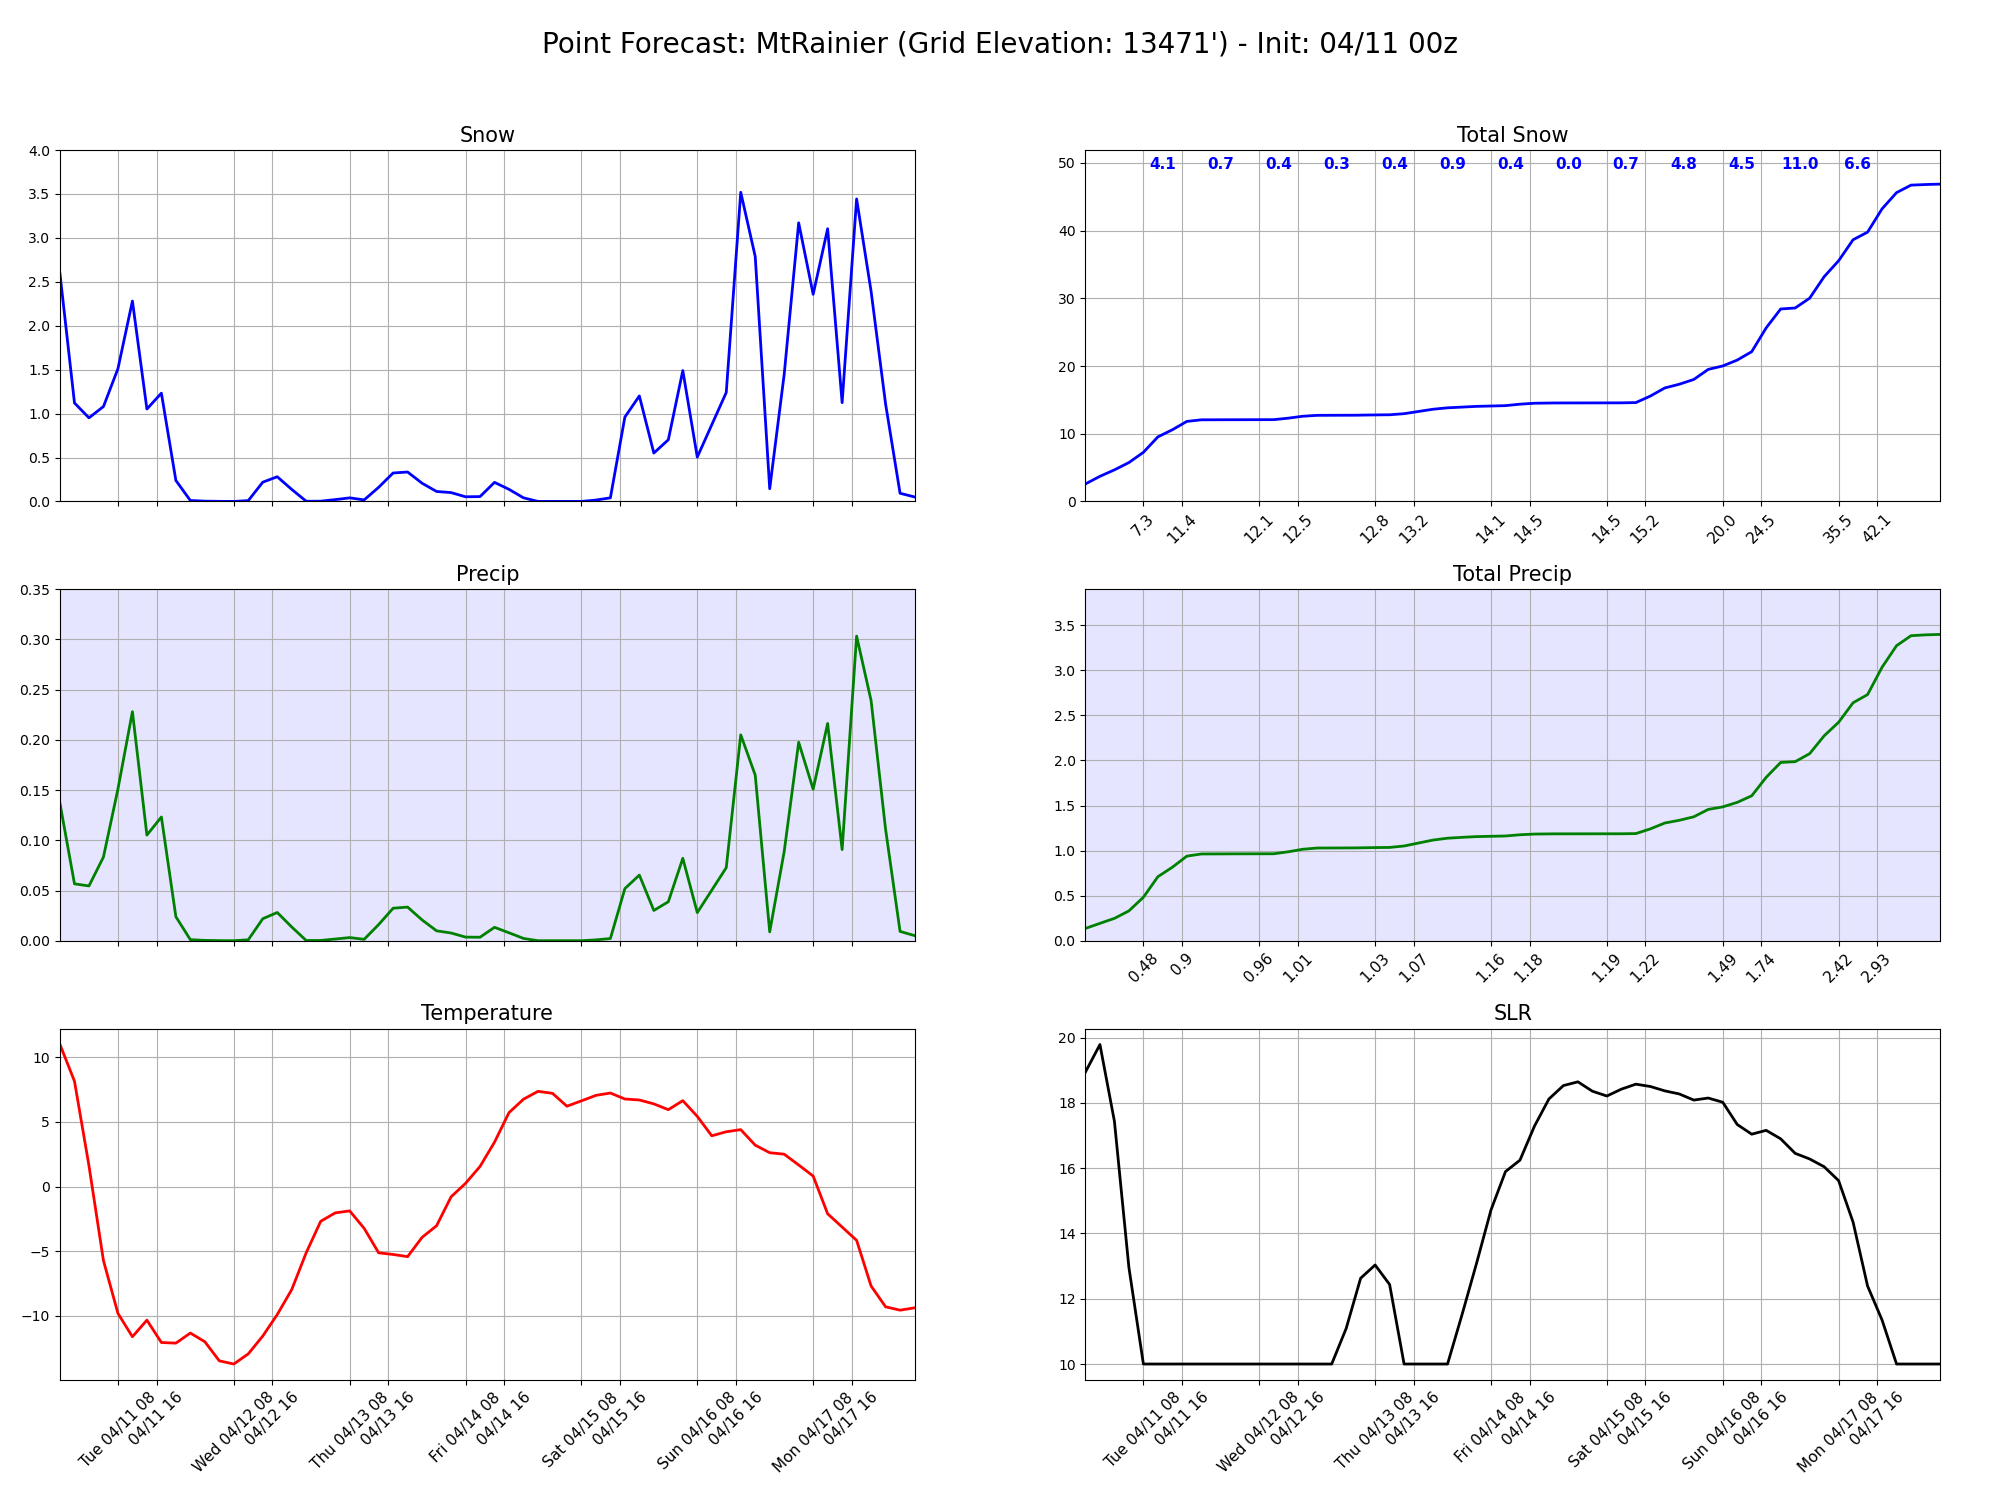 Point Forecast: MtRainier (Grid Elevation: 13471') - Init: 04/11 00z
Snow
4.0
3.5
3.0
2.5
2.0
1.5
1.0
0.5
0.0
Total Snow
4.1 0.7 0.4 0.3 0.4 0.9 0.4 0.0 0.7 4.8 4.5 11.0 6.6
50
40
30
20
10
0
7.3 11.4 12.1 12.5 12.8 13.2 14.1 14.5 14.5 15.2 20.0 24.5 35.5 42.1
Precip
0.35
0.30
0.25
0.20
0.15
0.10
0.05
0.00
Total Precip
3.5
3.0
2.5
2.0
1.5
1.0
0.5
0.0
0.48 0.9 0.96 1.01 1.03 1.07 1.16 1.18 1.19 1.22 1.49 1.74 2.42 2.93
Temperature
10
5
0
−5
−10
Tue 04/11 08
04/11 16
Wed 04/12 08
04/12 16
Thu 04/13 08
04/13 16
Fri 04/14 08
04/14 16
Sat 04/15 08
04/15 16
Sun 04/16 08
04/16 16
Mon 04/17 08
04/17 16
SLR
20
18
16
14
12
10
Tue 04/11 08
04/11 16
Wed 04/12 08
04/12 16
Thu 04/13 08
04/13 16
Fri 04/14 08
04/14 16
Sat 04/15 08
04/15 16
Sun 04/16 08
04/16 16
Mon 04/17 08
04/17 16